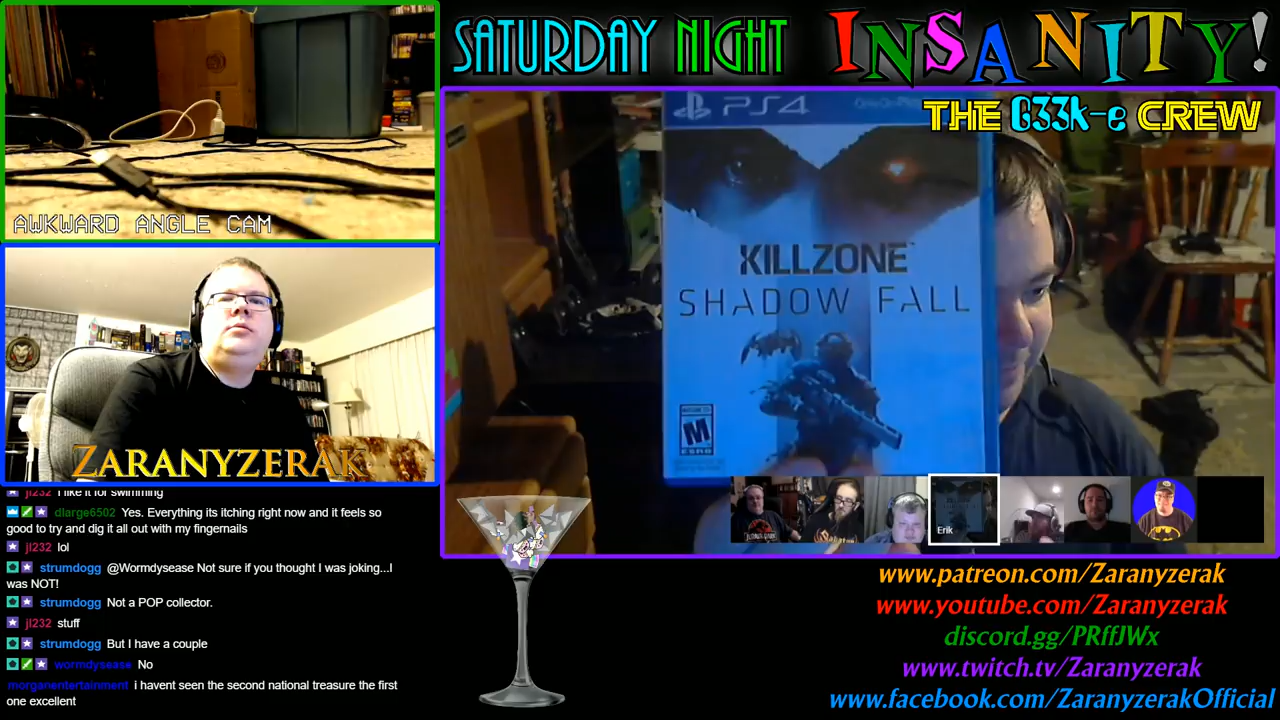 SATURDAY NIGHT INSANITY!
THE G33k-e CREW
AWKWARD ANGLE CAM
PS4
KILLZONE
SHADOW FALL
M
ESRB
Erik
ZARANYZERAK
jl232 I like it for swimming
dlarge6502 Yes. Everything its itching right now and it feels so
good to try and dig it all out with my fingernails
jl232 lol
strumdogg @Wormdysease Not sure if you thought I was joking...I
was NOT!
strumdogg Not a POP collector.
jl232 stuff
strumdogg But I have a couple
wormdysease No
morganentertainment i havent seen the second national treasure the first
one excellent
www.patreon.com/Zaranyzerak
www.youtube.com/Zaranyzerak
discord.gg/PRffJWx
www.twitch.tv/Zaranyzerak
www.facebook.com/ZaranyzerakOfficial